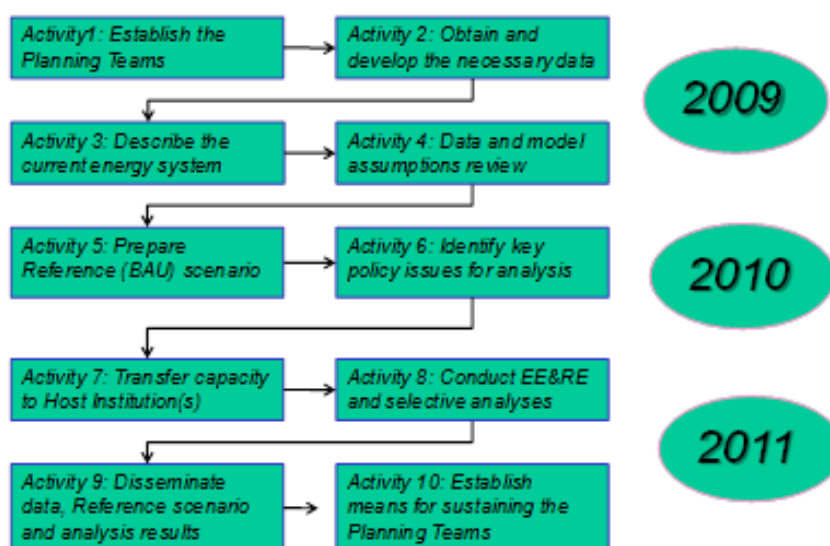 Activity1: Establish the
Planning Teams
Activity 2: Obtain and
develop the necessary data
2009
Activity 3: Describe the
current energy system
Activity 4: Data and model
assumptions review
Activity 5: Prepare
Reference (BAU) scenario
Activity 6: Identify key
policy issues for analysis
2010
Activity 7: Transfer capacity
to Host Institution(s)
Activity 8: Conduct EE&RE
and selective analyses
2011
Activity 9: Disseminate
data, Reference scenario
and analysis results
Activity 10: Establish
means for sustaining the
Planning Teams